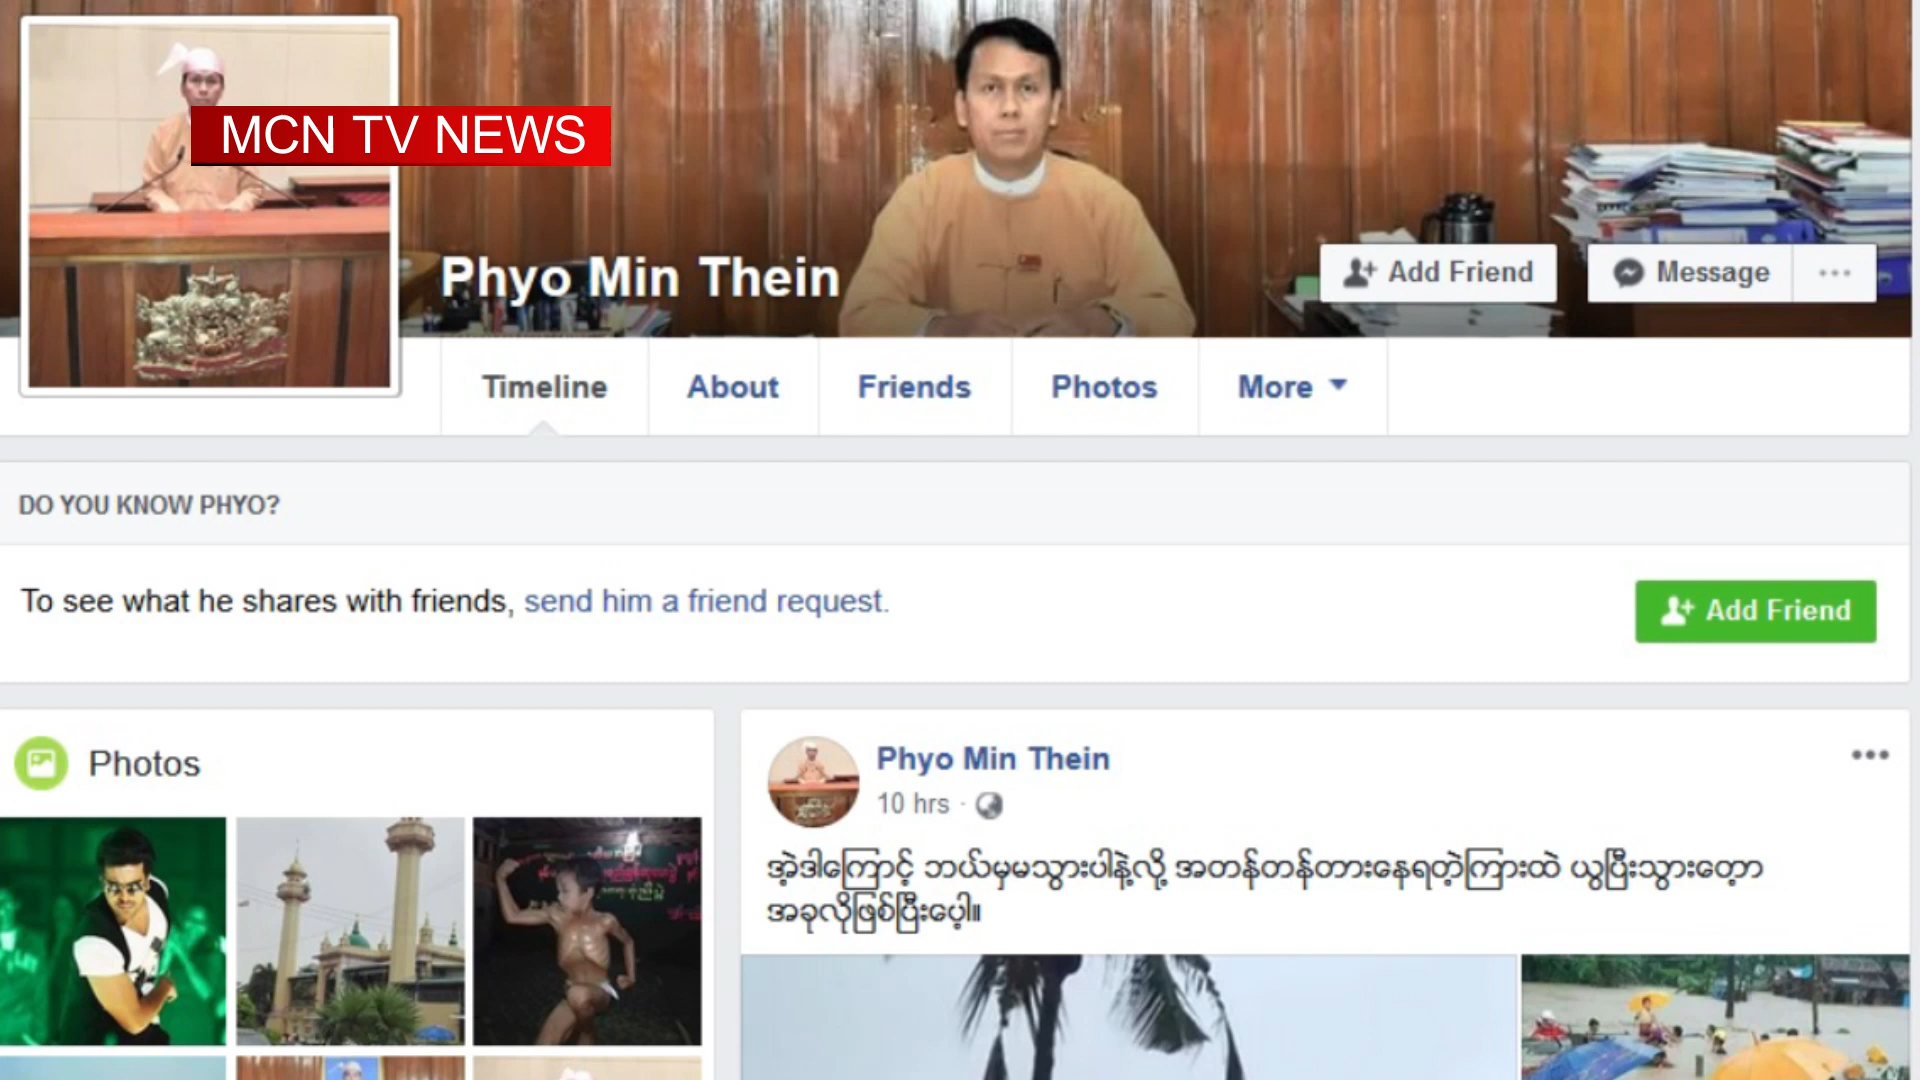 MCN TV NEWS
Phyo Min Thein
Add Friend
Message
Timeline
About
Friends
Photos
More
DO YOU KNOW PHYO?
To see what he shares with friends, send him a friend request.
Add Friend
Photos
Phyo Min Thein
10 hrs ·
အဲ့ဒါကြောင့် ဘယ်မှမသွားပါနဲ့လို့ အတန်တန်တားနေရတဲ့ကြားထဲ ယွပြီးသွားတော့
အခုလိုဖြစ်ပြီးပေ့ါ။